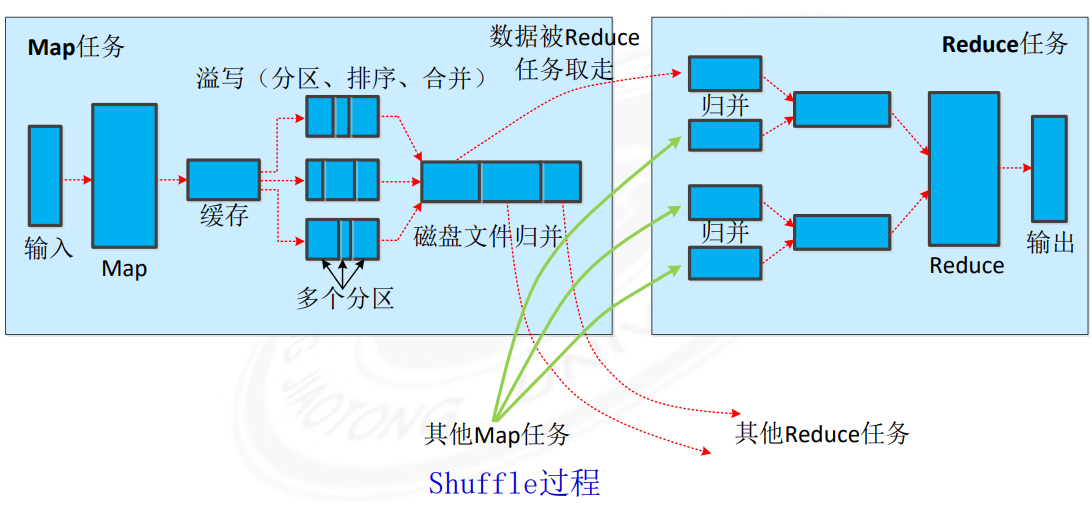 Map任务
溢写（分区、排序、合并）
数据被Reduce
任务取走
Reduce任务
输入
Map
缓存
多个分区
磁盘文件归并
归并
归并
Reduce
输出
其他Map任务
其他Reduce任务
Shuffle过程
JIAOTONG